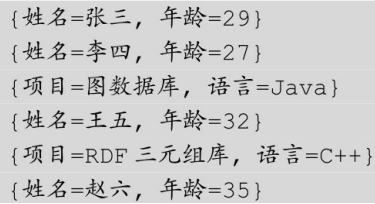 {姓名=张三, 年龄=29}
{姓名=李四, 年龄=27}
{项目=图数据库, 语言=Java}
{姓名=王五, 年龄=32}
{项目=RDF 三元组库, 语言=C++}
{姓名=赵六, 年龄=35}